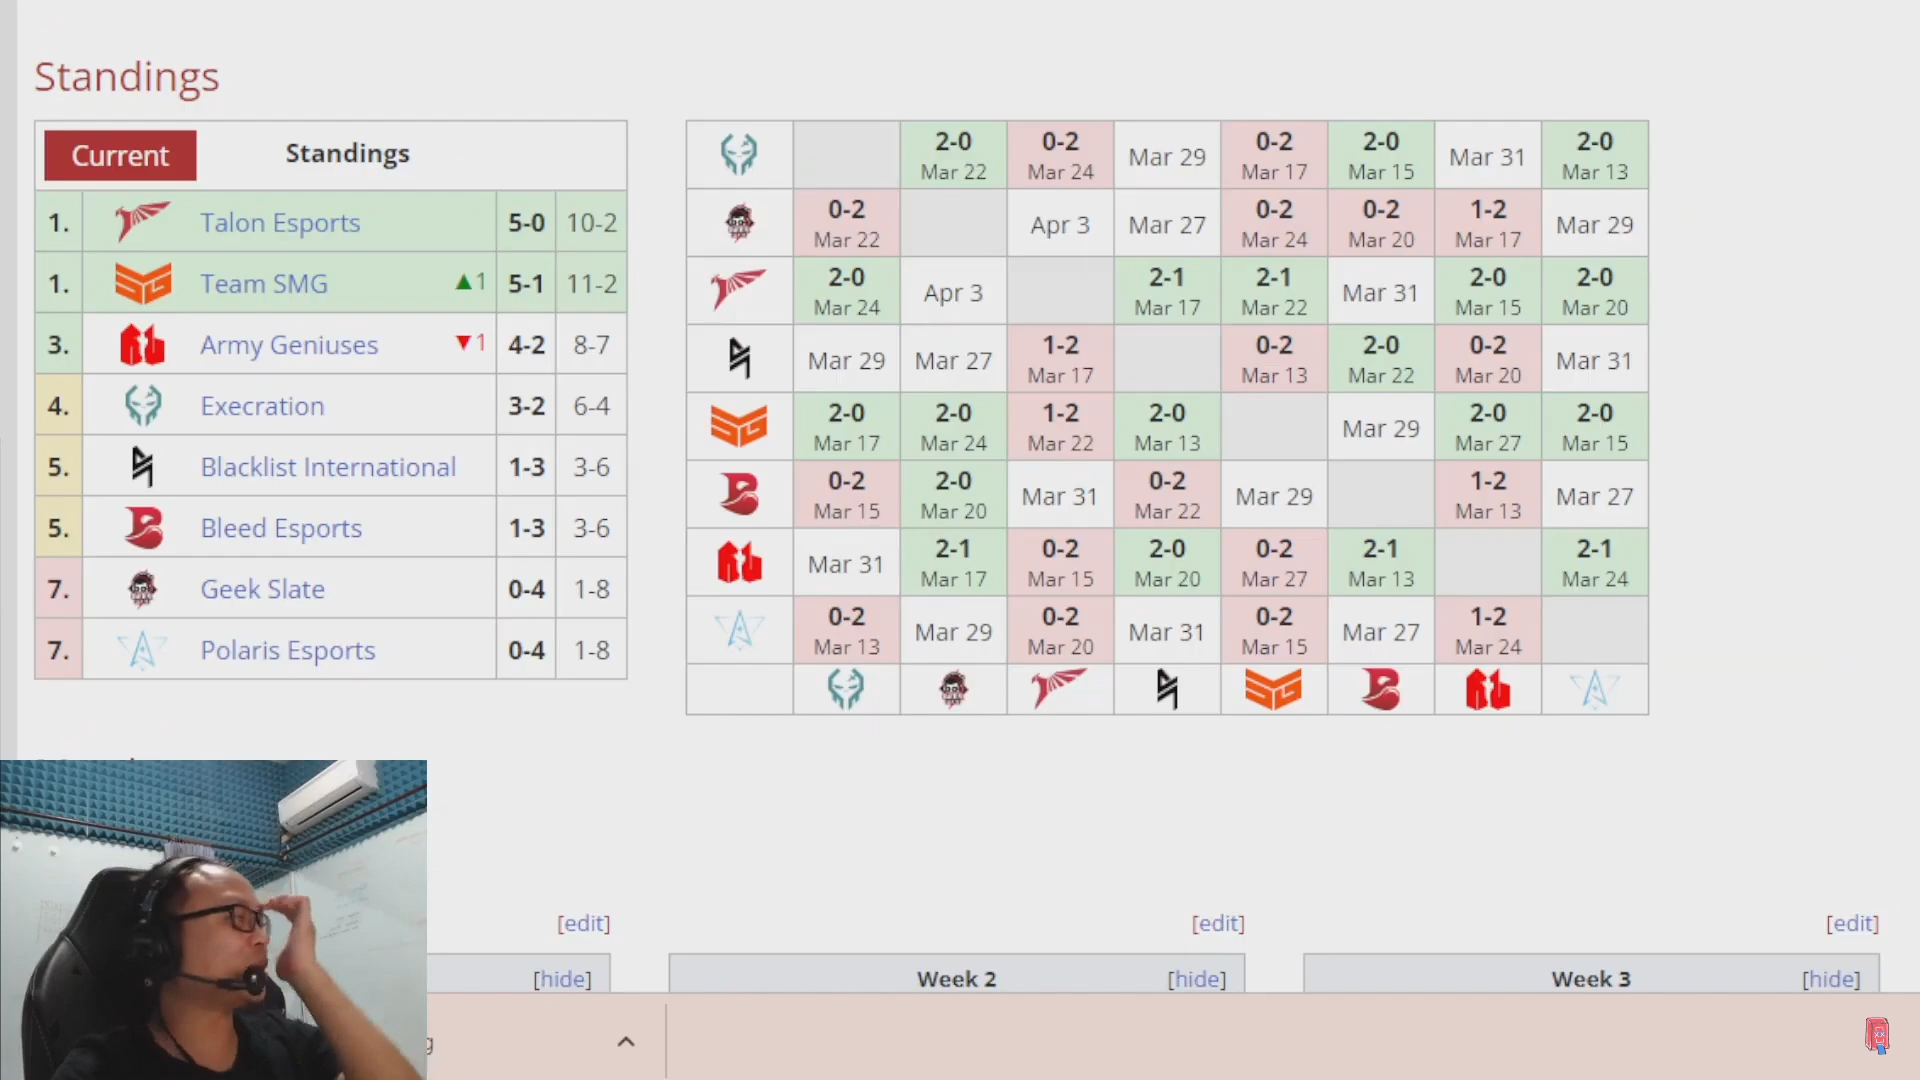 Standings
Current Standings
1. Talon Esports 5-0 10-2
1. Team SMG ▲1 5-1 11-2
3. Army Geniuses ▼1 4-2 8-7
4. Execration 3-2 6-4
5. Blacklist International 1-3 3-6
5. Bleed Esports 1-3 3-6
7. Geek Slate 0-4 1-8
7. Polaris Esports 0-4 1-8
2-0 0-2 Mar 29 0-2 2-0 Mar 31 2-0
Mar 22 Mar 24 Mar 17 Mar 15 Mar 13
0-2 Apr 3 Mar 27 0-2 0-2 1-2 Mar 29
Mar 22 Mar 24 Mar 20 Mar 17
2-0 Apr 3 2-1 2-1 Mar 31 2-0 2-0
Mar 24 Mar 17 Mar 22 Mar 15 Mar 20
Mar 29 Mar 27 1-2 0-2 2-0 0-2 Mar 31
Mar 17 Mar 13 Mar 22 Mar 20
2-0 2-0 1-2 2-0 Mar 29 2-0 2-0
Mar 17 Mar 24 Mar 22 Mar 13 Mar 27 Mar 15
0-2 2-0 Mar 31 0-2 Mar 29 1-2 Mar 27
Mar 15 Mar 20 Mar 22 Mar 13
Mar 31 2-1 0-2 2-0 0-2 2-1 2-1
Mar 17 Mar 15 Mar 20 Mar 27 Mar 13 Mar 24
0-2 Mar 29 0-2 Mar 31 0-2 Mar 27 1-2
Mar 13 Mar 20 Mar 15 Mar 24
[edit] [edit] [edit]
[hide] Week 2 [hide] Week 3 [hide]